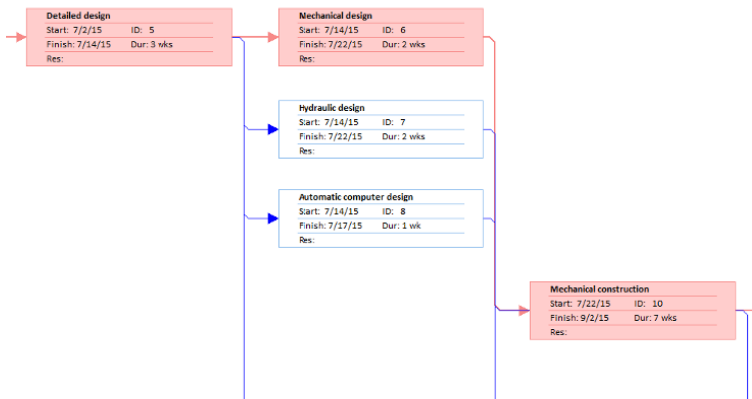 Detailed design
Start: 7/2/15 ID: 5
Finish: 7/14/15 Dur: 3 wks
Res:
Mechanical design
Start: 7/14/15 ID: 6
Finish: 7/22/15 Dur: 2 wks
Res:
Hydraulic design
Start: 7/14/15 ID: 7
Finish: 7/22/15 Dur: 2 wks
Res:
Automatic computer design
Start: 7/14/15 ID: 8
Finish: 7/17/15 Dur: 1 wk
Res:
Mechanical construction
Start: 7/22/15 ID: 10
Finish: 9/2/15 Dur: 7 wks
Res: